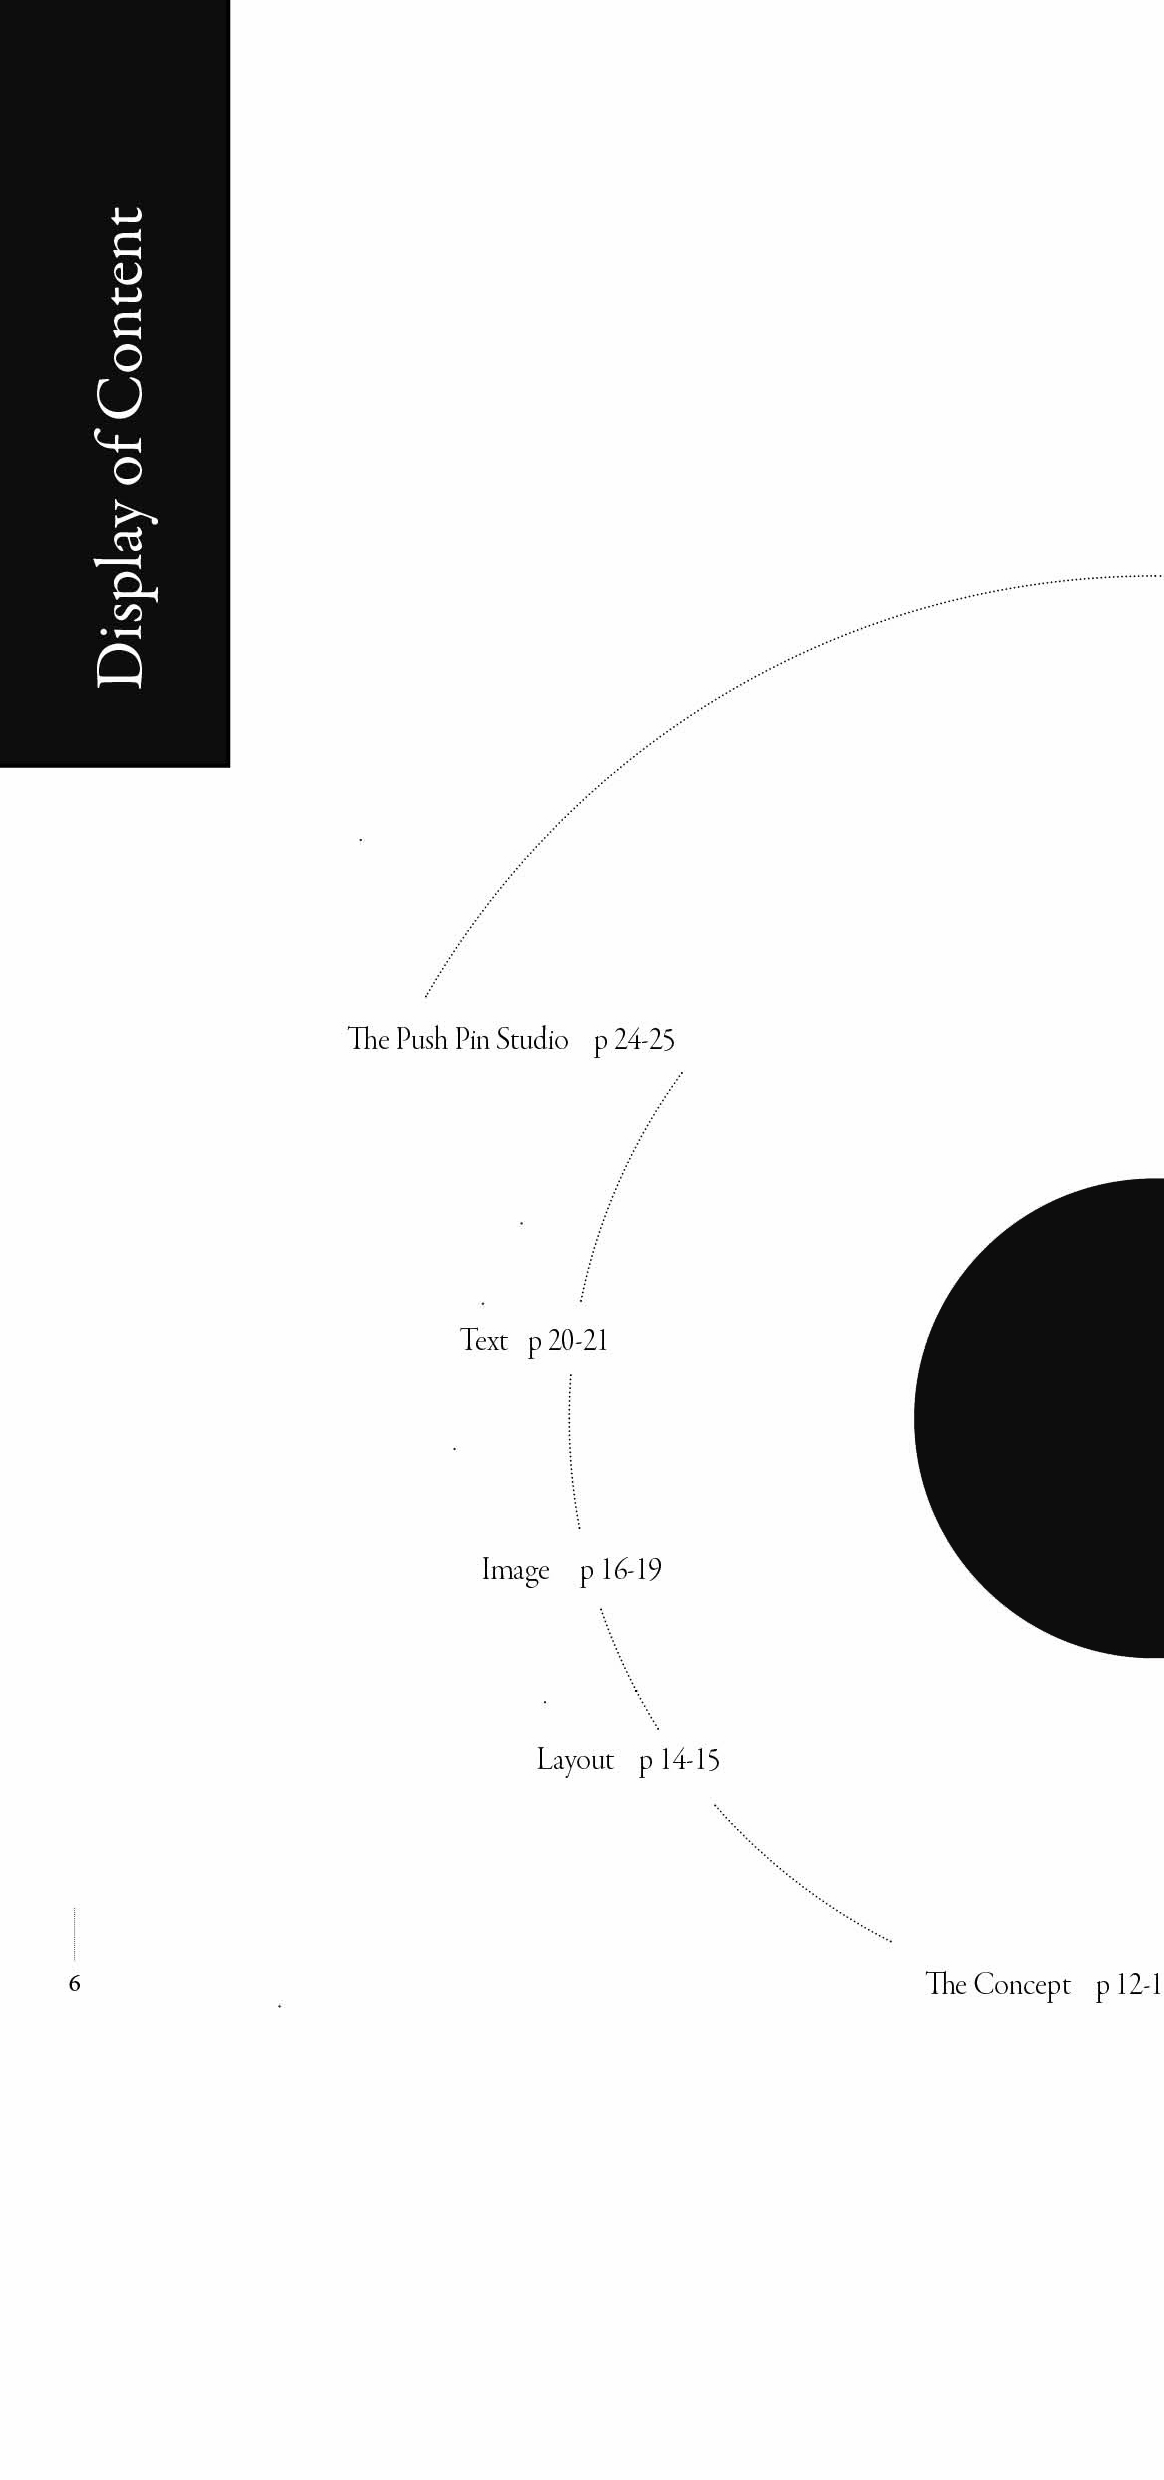 Display of Content
The Push Pin Studio p 24-25
Text p 20-21
Image p 16-19
Layout p 14-15
6
The Concept p 12-1